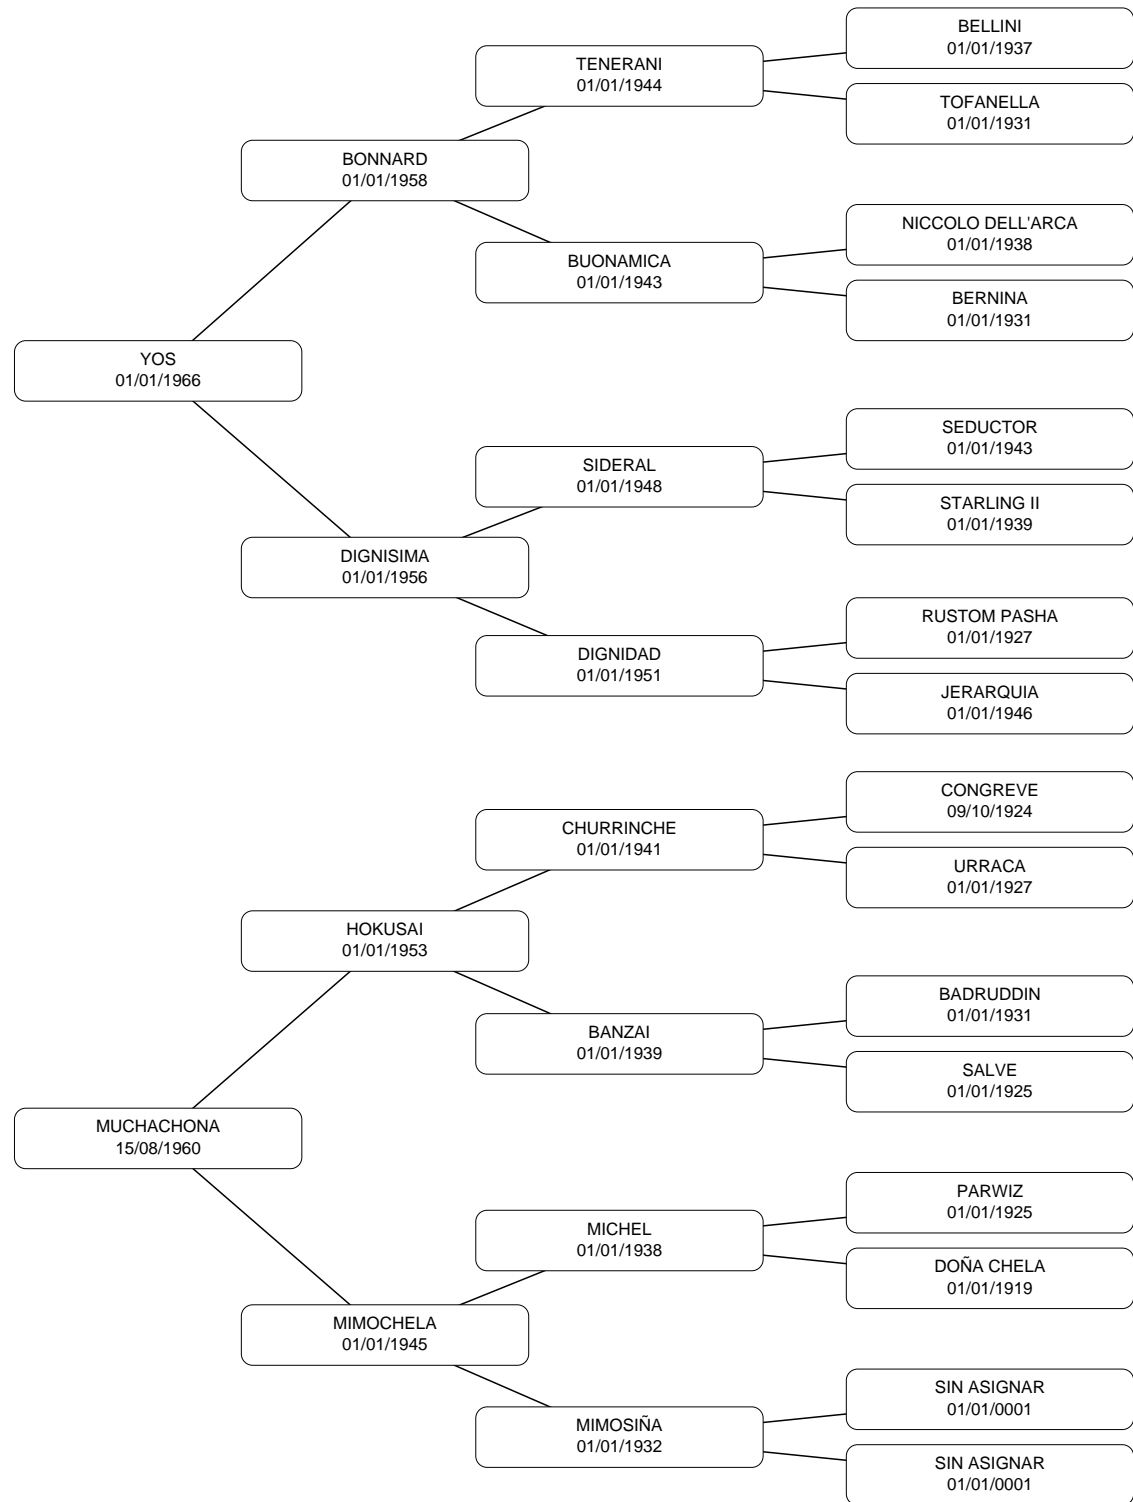 BELLINI
01/01/1937
TENERANI
01/01/1944
TOFANELLA
01/01/1931
BONNARD
01/01/1958
NICCOLO DELL'ARCA
01/01/1938
BUONAMICA
01/01/1943
BERNINA
01/01/1931
YOS
01/01/1966
SEDUCTOR
01/01/1943
SIDERAL
01/01/1948
STARLING II
01/01/1939
DIGNISIMA
01/01/1956
RUSTOM PASHA
01/01/1927
DIGNIDAD
01/01/1951
JERARQUIA
01/01/1946
CONGREVE
09/10/1924
CHURRINCHE
01/01/1941
URRACA
01/01/1927
HOKUSAI
01/01/1953
BADRUDDIN
01/01/1931
BANZAI
01/01/1939
SALVE
01/01/1925
MUCHACHONA
15/08/1960
PARWIZ
01/01/1925
MICHEL
01/01/1938
DOÑA CHELA
01/01/1919
MIMOCHELA
01/01/1945
SIN ASIGNAR
01/01/0001
MIMOSIÑA
01/01/1932
SIN ASIGNAR
01/01/0001